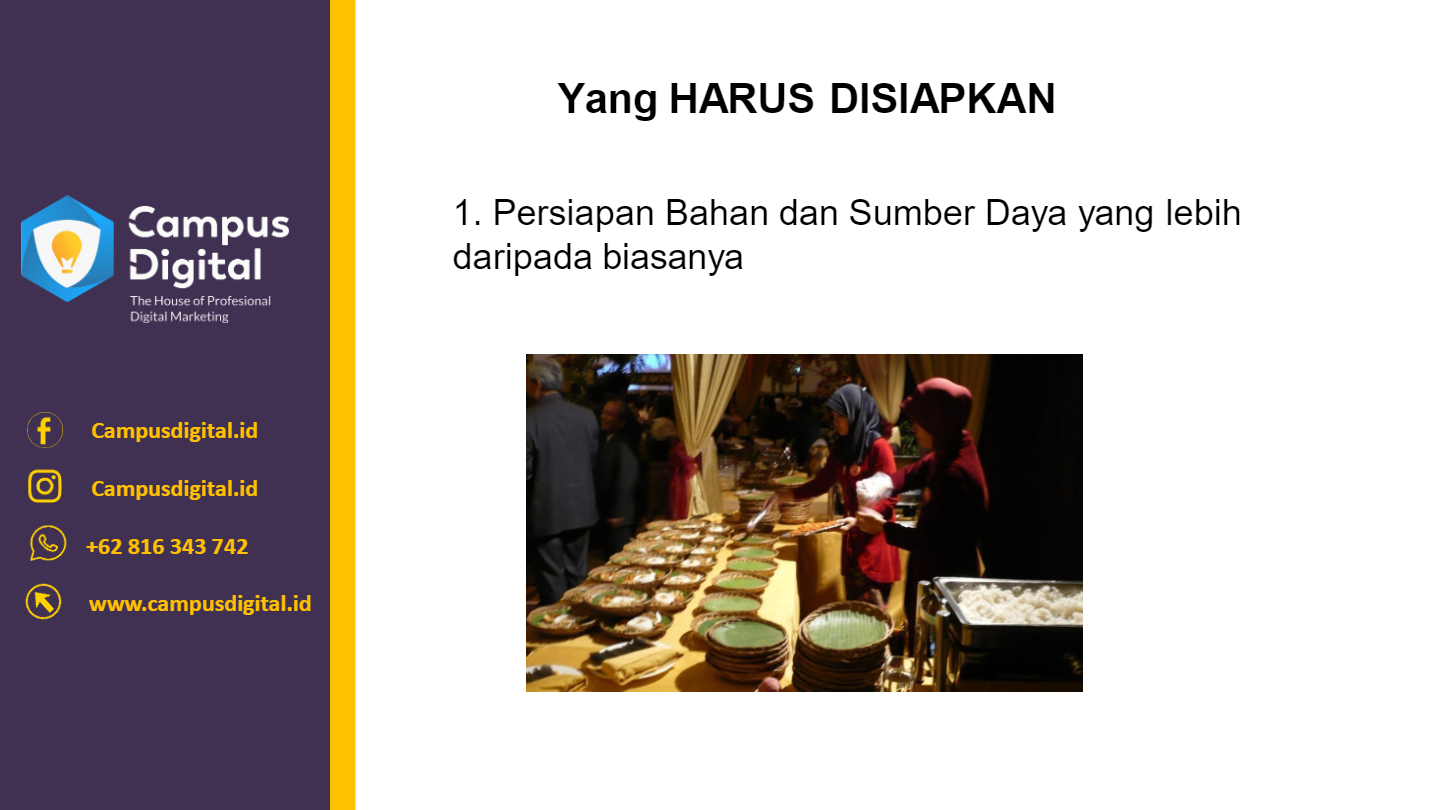 Yang HARUS DISIAPKAN
1. Persiapan Bahan dan Sumber Daya yang lebih
daripada biasanya
Campus
Digital
The House of Profesional
Digital Marketing
Campusdigital.id
Campusdigital.id
+62 816 343 742
www.campusdigital.id